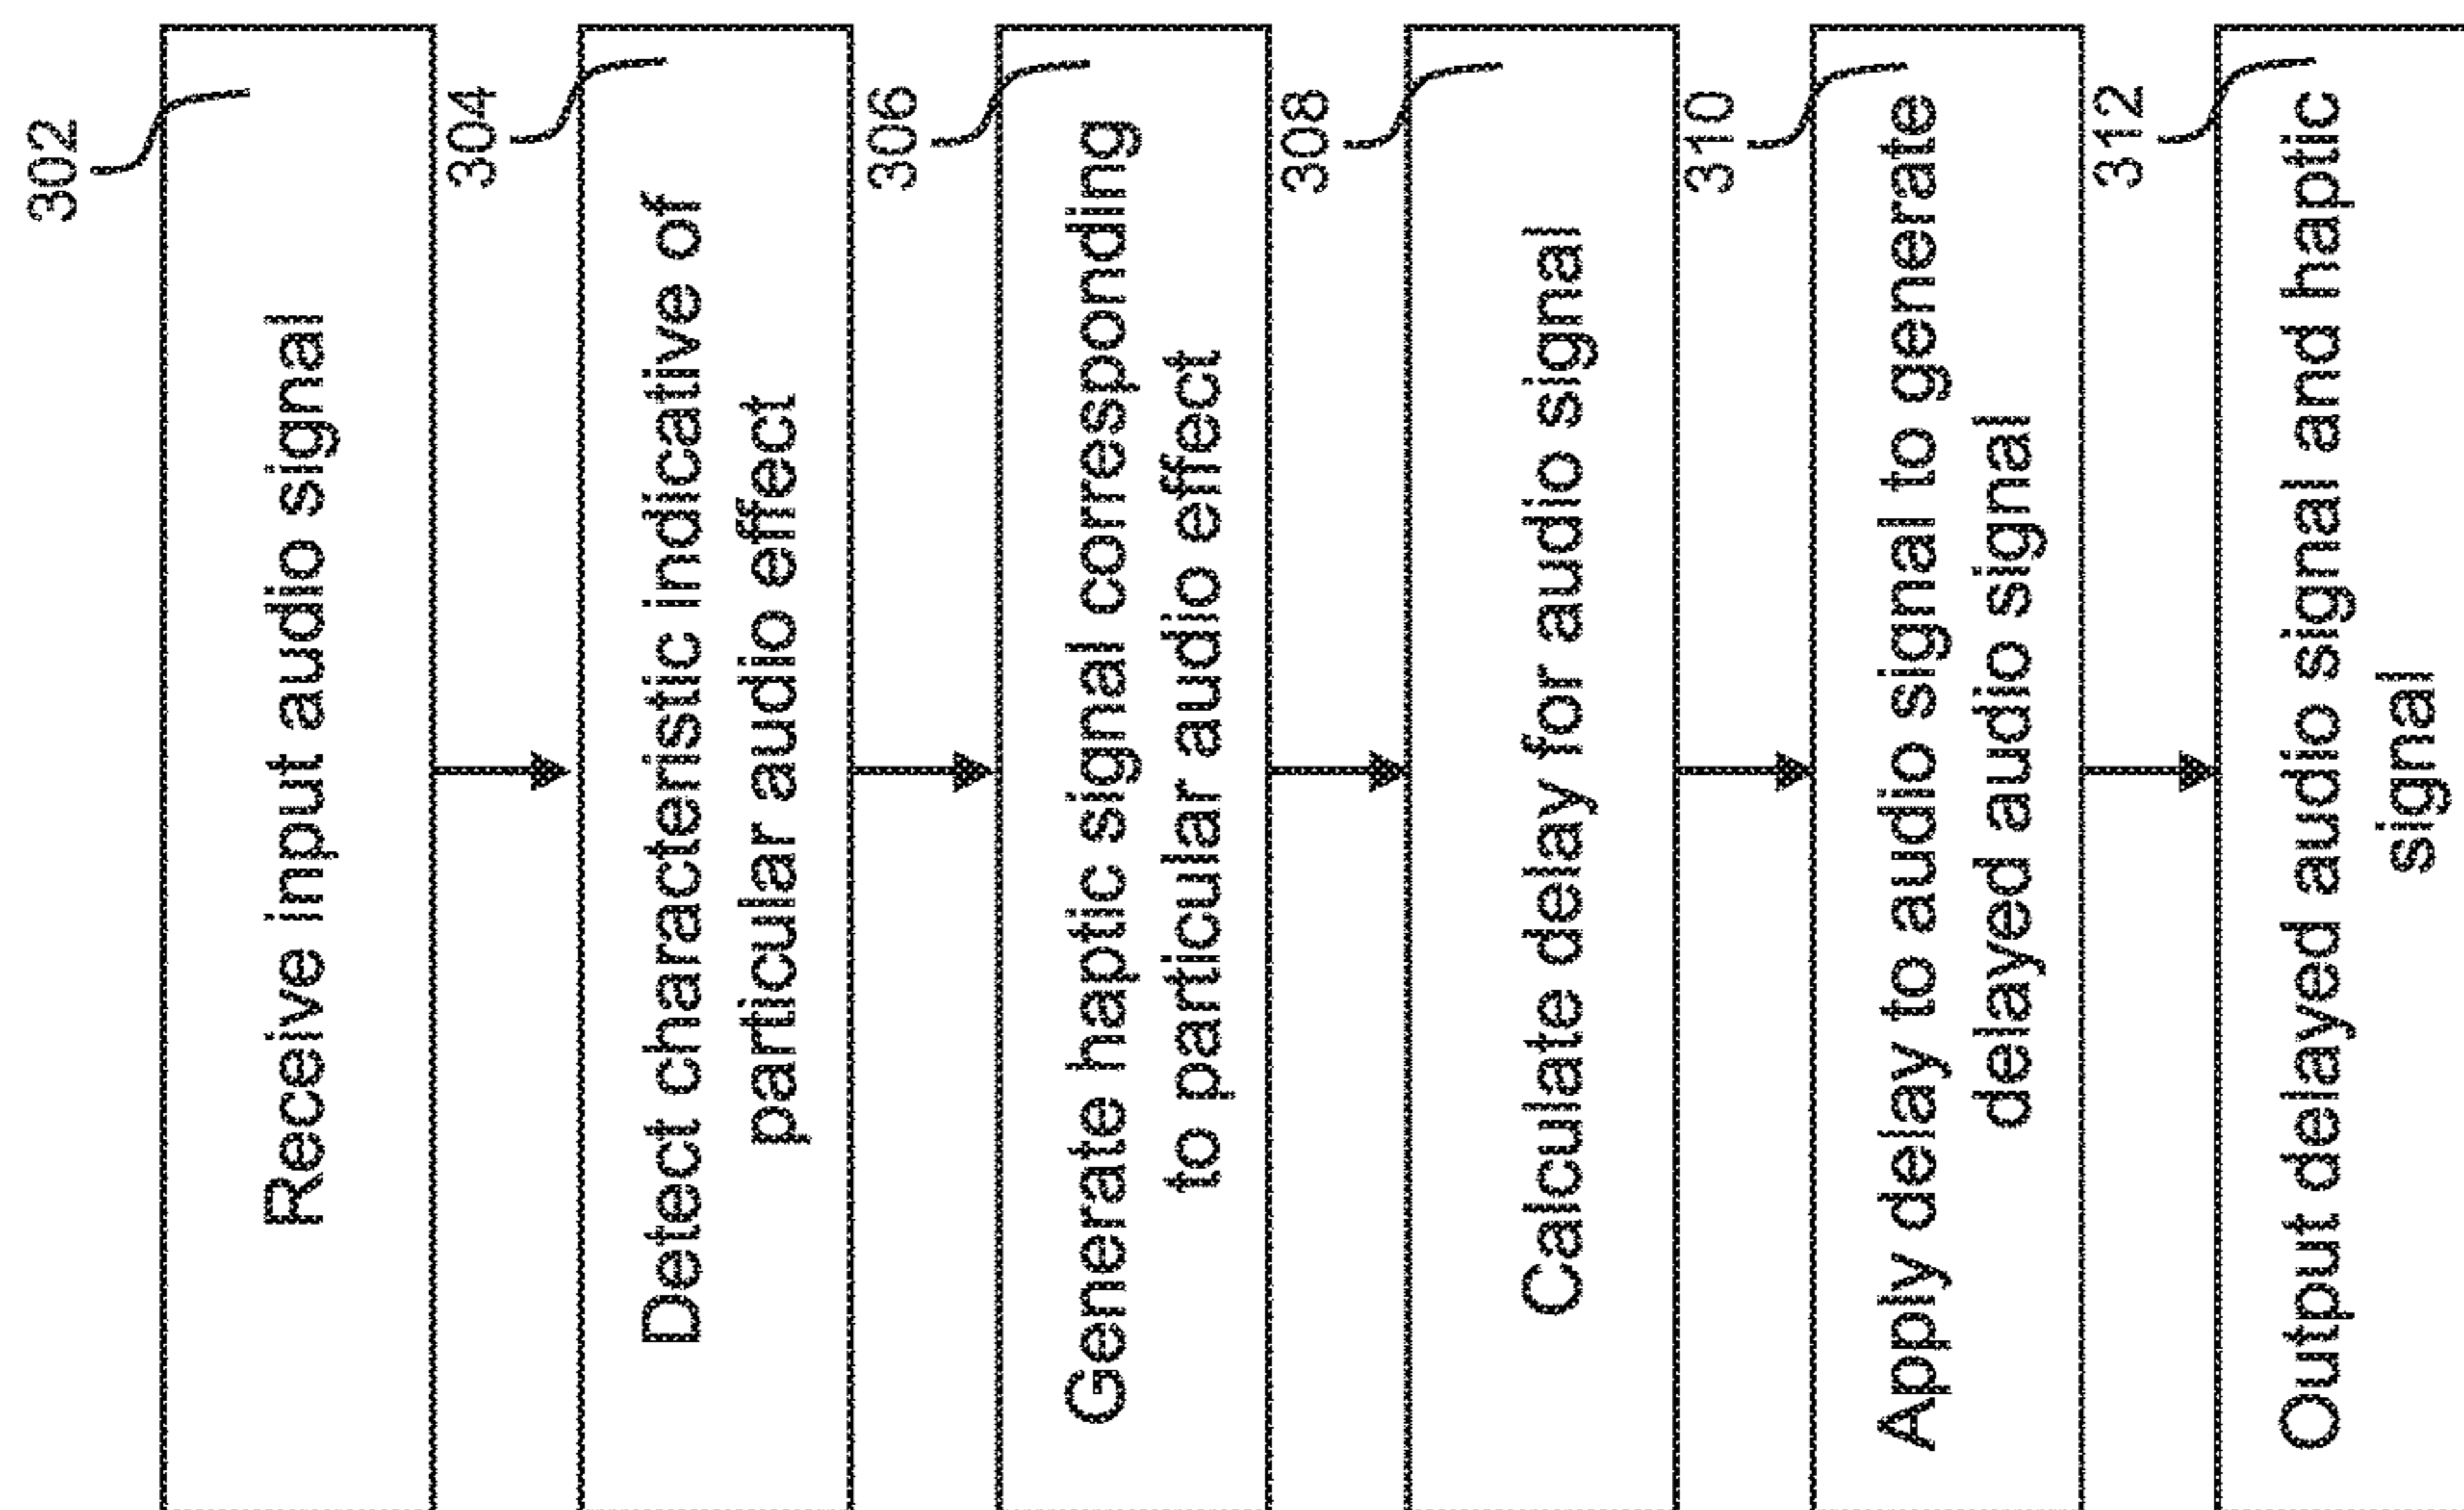 302
Receive input audio signal
304
Detect characteristic indicative of
particular audio effect
306
Generate haptic signal corresponding
to particular audio effect
308
Calculate delay for audio signal
310
Apply delay to audio signal to generate
delayed audio signal
312
Output delayed audio signal and haptic
signal